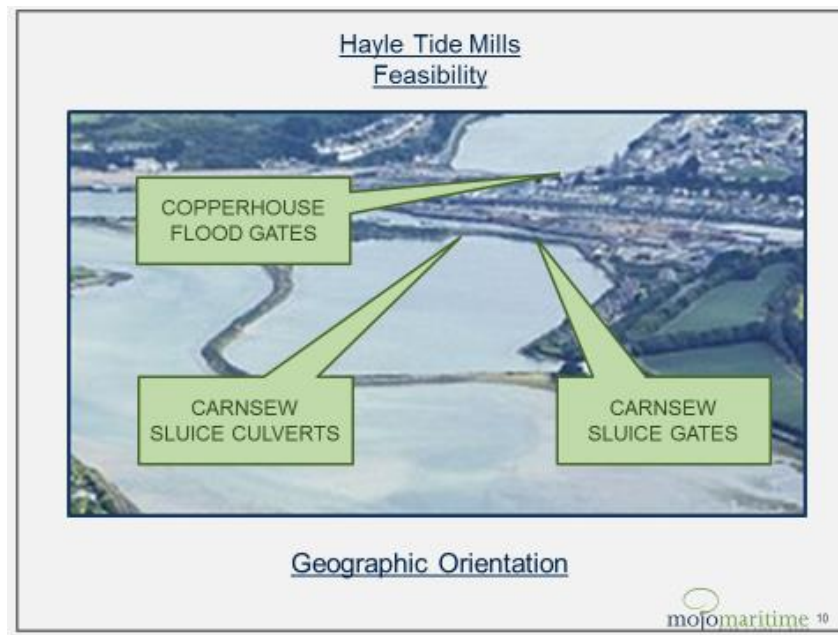 Hayle Tide Mills
Feasibility
COPPERHOUSE
FLOOD GATES
CARNSEW
SLUICE CULVERTS
CARNSEW
SLUICE GATES
Geographic Orientation
mojomaritime
10